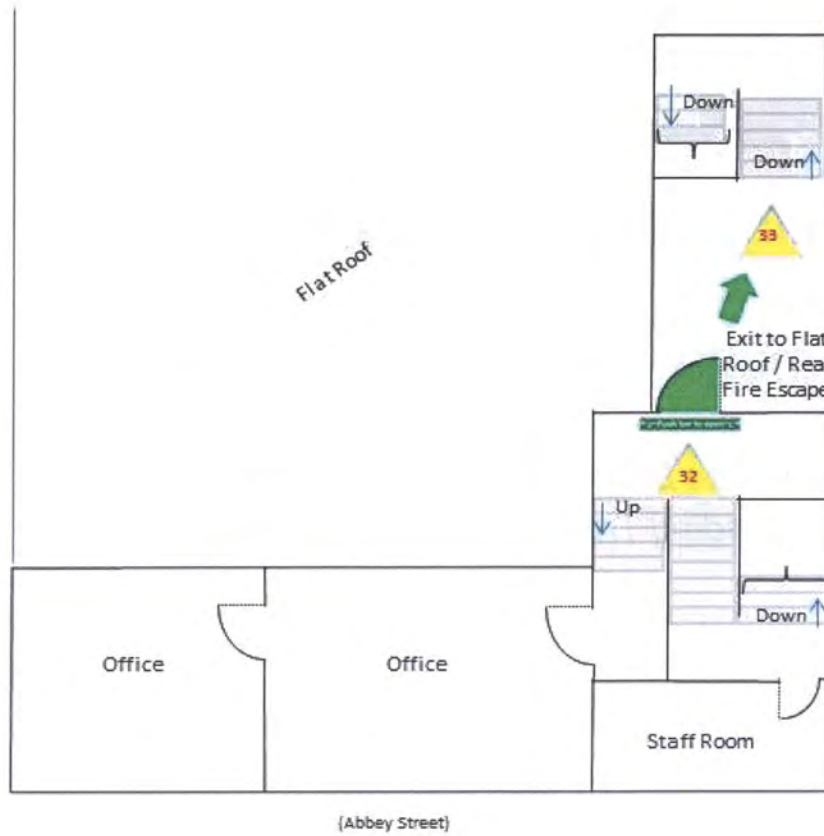 Down
Down
33
Flat Roof
Exit to Flat
Roof / Rea
Fire Escape
32
Up
Down
Office
Office
Staff Room
(Abbey Street)